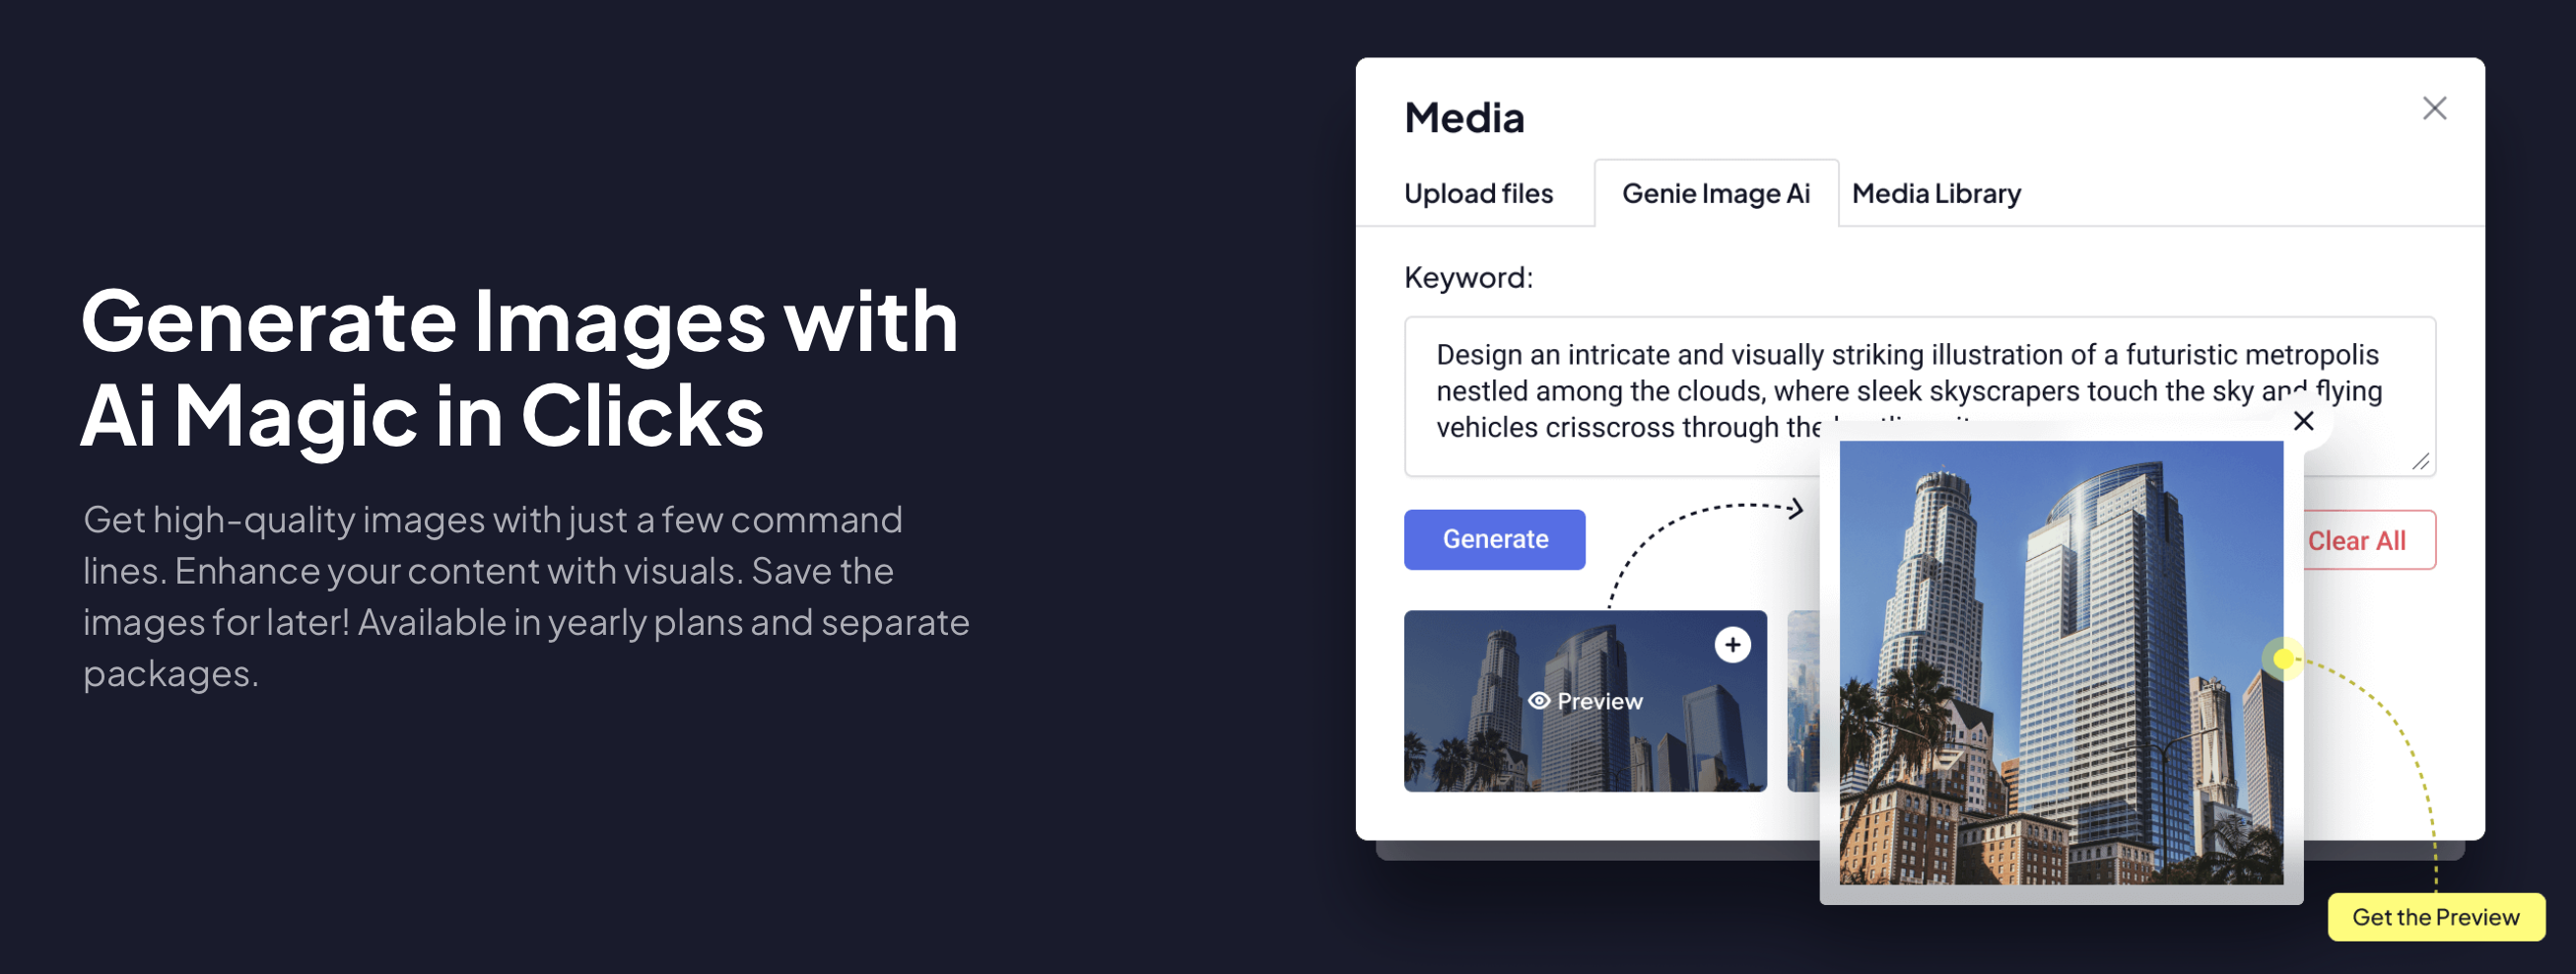 Generate Images with
Ai Magic in Clicks
Get high-quality images with just a few command
lines. Enhance your content with visuals. Save the
images for later! Available in yearly plans and separate
packages.
Media
Upload files
Genie Image Ai
Media Library
Keyword:
Design an intricate and visually striking illustration of a futuristic metropolis
nestled among the clouds, where sleek skyscrapers touch the sky and flying
vehicles crisscross through the
Generate
Clear All
Preview
Get the Preview